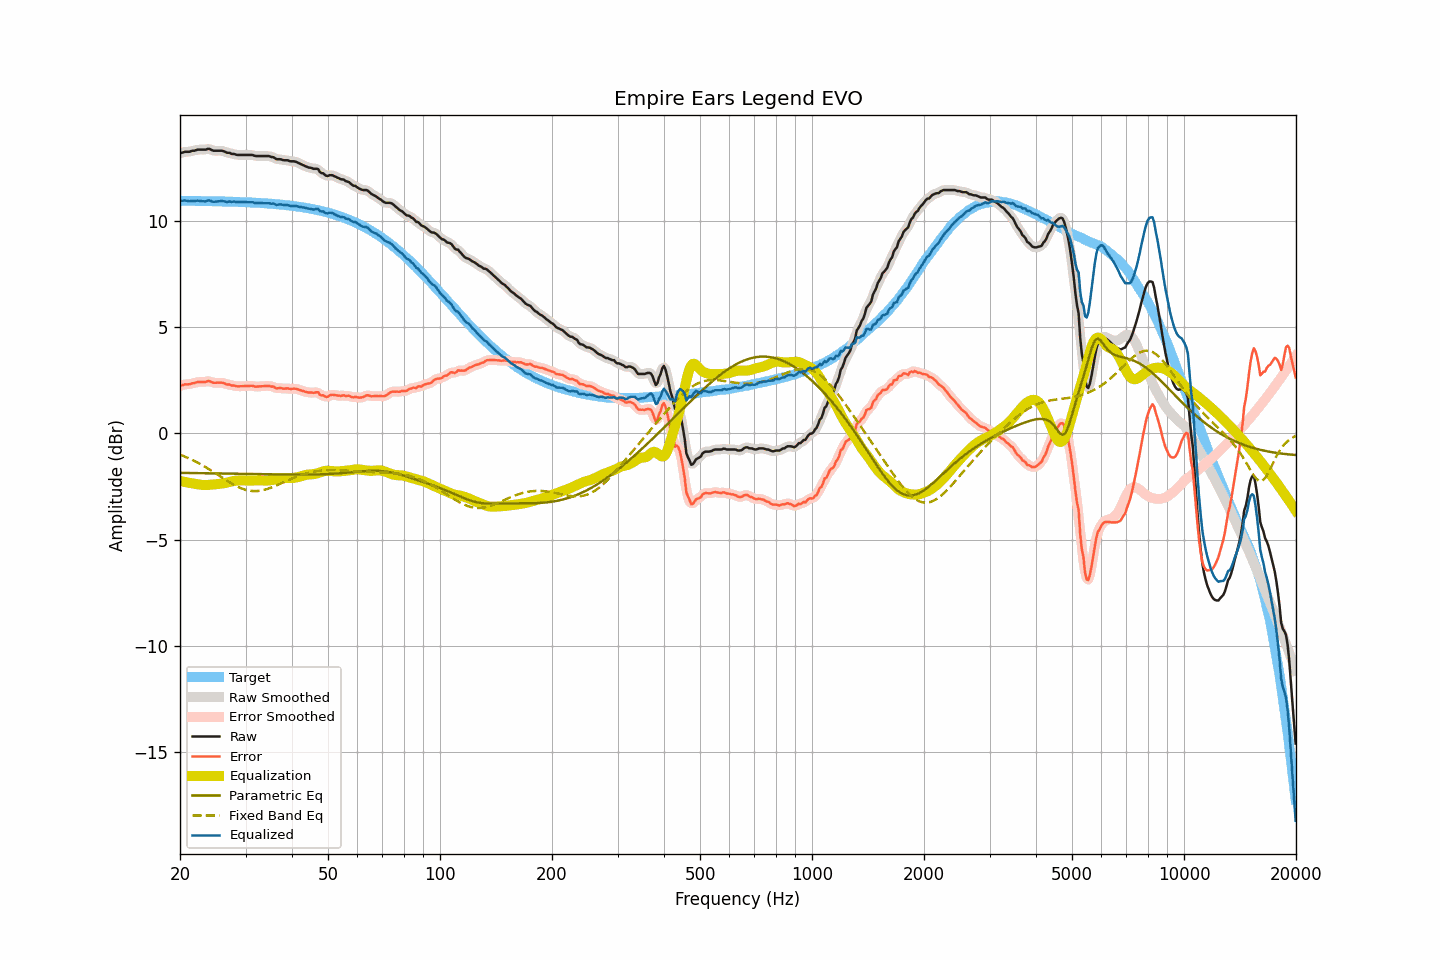 Empire Ears Legend EVO
Amplitude (dBr)
10
5
0
−5
−10
−15
Target
Raw Smoothed
Error Smoothed
Raw
Error
Equalization
Parametric Eq
Fixed Band Eq
Equalized
20 50 100 200 500 1000 2000 5000 10000 20000
Frequency (Hz)